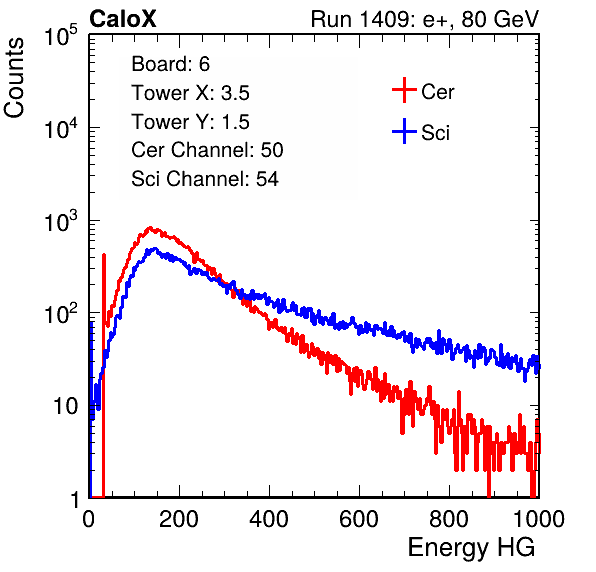 CaloX Run 1409: e+, 80 GeV
Counts
Board: 6
Tower X: 3.5
Tower Y: 1.5
Cer Channel: 50
Sci Channel: 54
Cer
Sci
10^5
10^4
10^3
10^2
10
1
0 200 400 600 800 1000
Energy HG